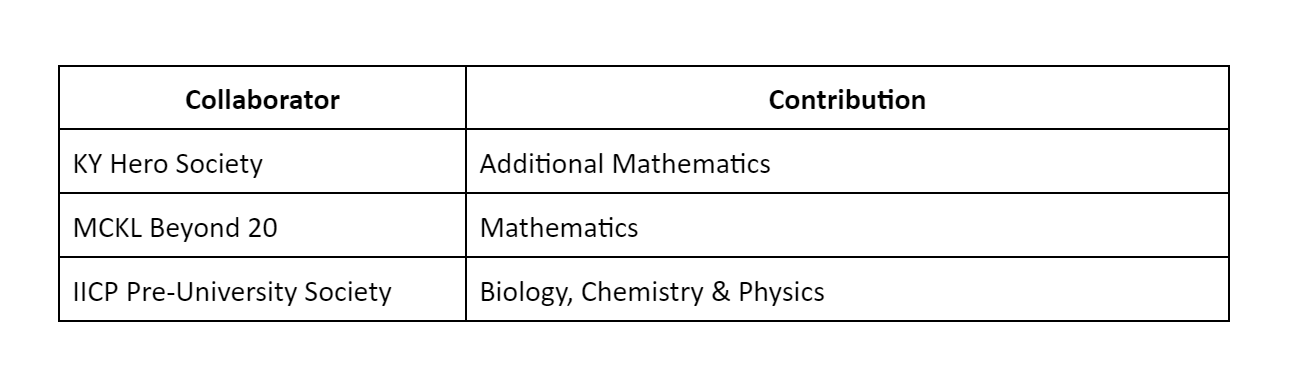 Collaborator Contribution
KY Hero Society Additional Mathematics
MCKL Beyond 20 Mathematics
IICP Pre-University Society Biology, Chemistry & Physics